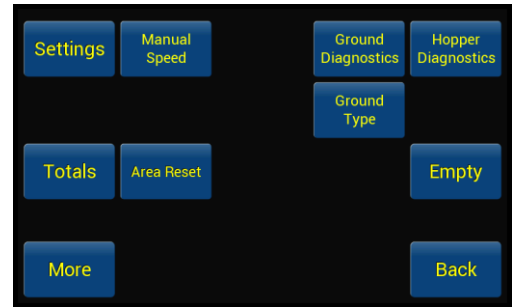 Settings
Manual
Speed
Ground
Diagnostics
Hopper
Diagnostics
Ground
Type
Totals
Area Reset
Empty
More
Back